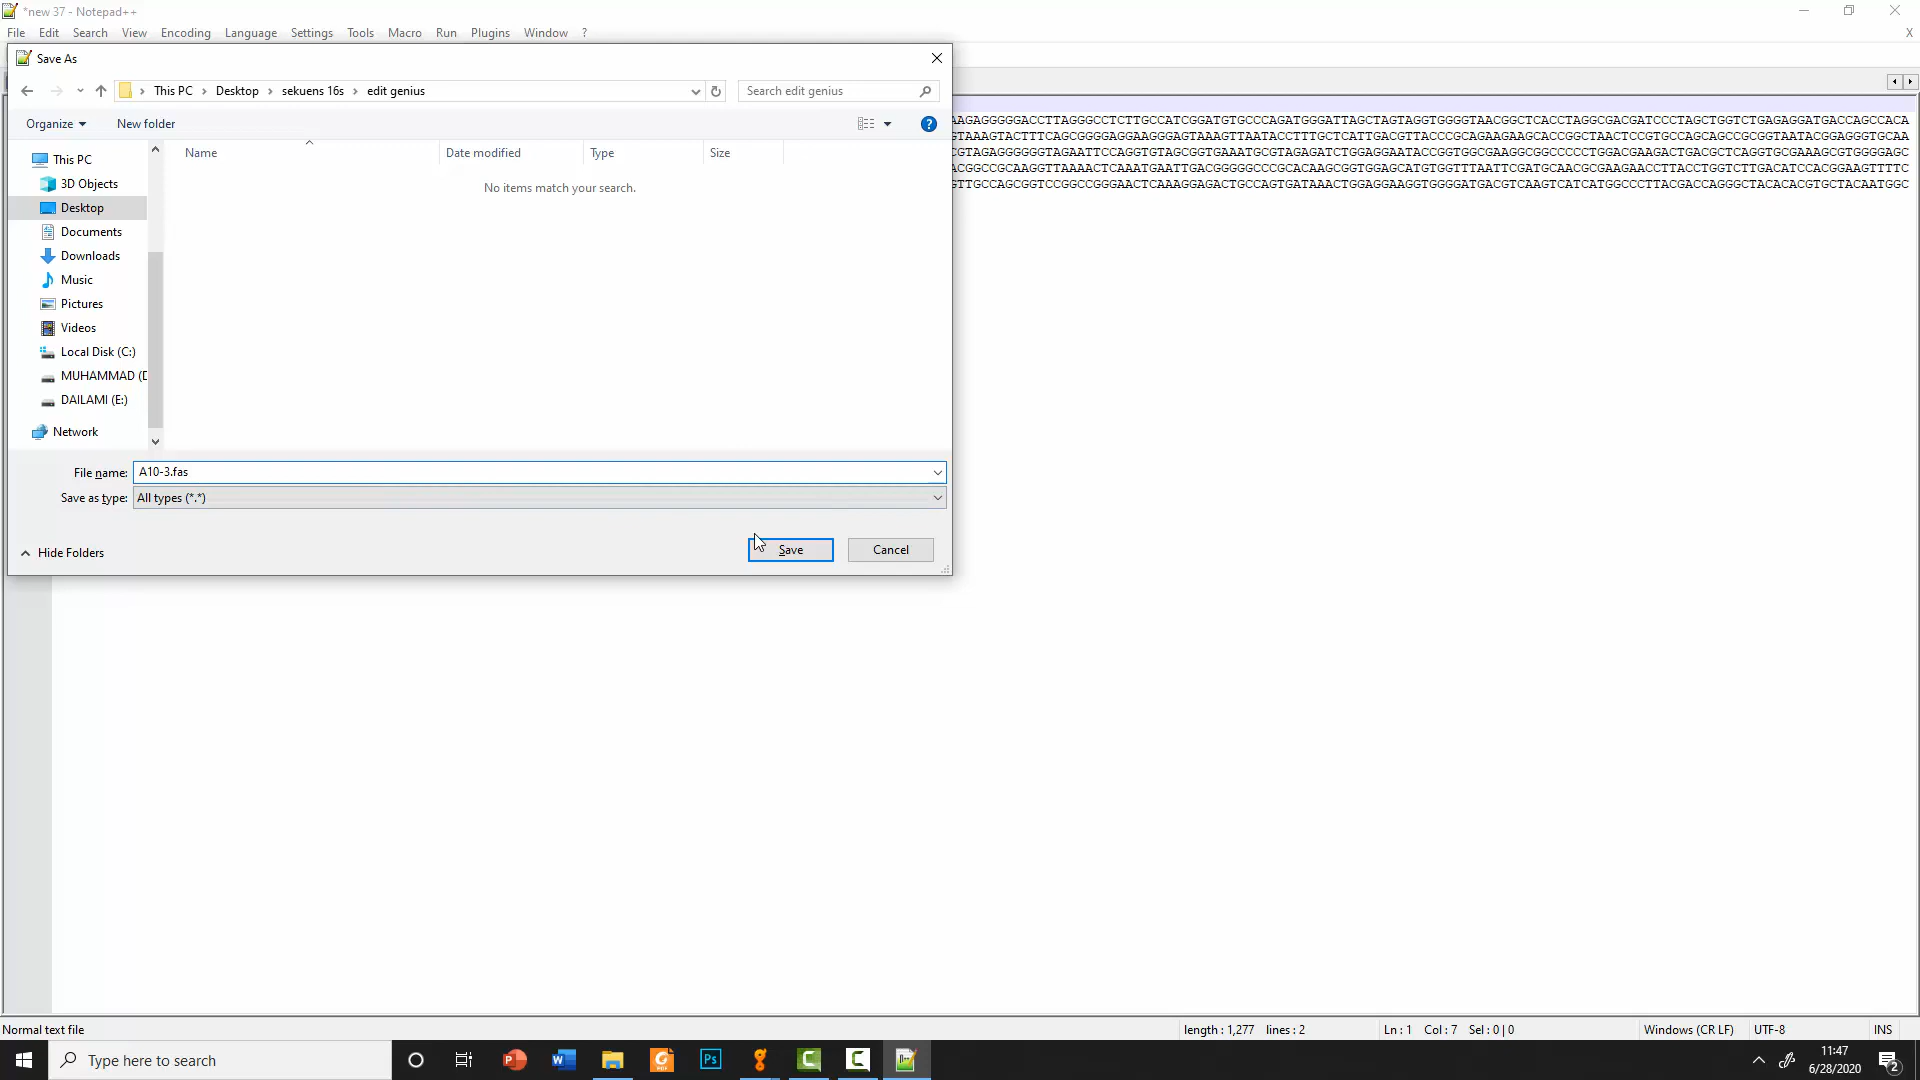 *new 37 - Notepad++
File Edit Search View Encoding Language Settings Tools Macro Run Plugins Window ?
X
Save As
This PC > Desktop > sekuens 16s > edit genius
Search edit genius
Organize
New folder
Name
Date modified
Type
Size
No items match your search.
This PC
3D Objects
Desktop
Documents
Downloads
Music
Pictures
Videos
Local Disk (C:)
MUHAMMAD (D
DAILAMI (E:)
Network
File name: A10-3.fas
Save as type: All types (*.*)
Hide Folders
Save
Cancel
AAGAGGGGGACCTTAGGGCCTCTTGCCATCGGATGTGCCCAGATGGGATTAGCTAGTAGGTGGGGTAACGGCTCACCTAGGCGACGATCCCTAGCTGGTCTGAGAGGATGACCAGCCACA
GTAAAGTACTTTCAGCGGGGAGGAAGGGAGTAAAGTTAATACCTTTGCTCATTGACGTTACCCGCAGAAGAAGCACCGGCTAACTCCGTGCCAGCAGCCGCGGTAATACGGAGGGTGCAA
CGTAGAGGGGGGTAGAATTCCAGGTGTAGCGGTGAAATGCGTAGAGATCTGGAGGAATACCGGTGGCGAAGGCGGCCCCCTGGACGAAGACTGACGCTCAGGTGCGAAAGCGTGGGGAGC
ACGGCCGCAAGGTTAAAACTCAAATGAATTGACGGGGGCCCGCACAAGCGGTGGAGCATGTGGTTTAATTCGATGCAACGCGAAGAACCTTACCTGGTCTTGACATCCACGGAAGTTTTC
GTTGCCAGCGGTCCGGCCGGGAACTCAAAGGAGACTGCCAGTGATAAACTGGAGGAAGGTGGGGATGACGTCAAGTCATCATGGCCCTTACGACCAGGGCTACACACGTGCTACAATGGC
Normal text file
length : 1,277 lines : 2
Ln : 1 Col : 7 Sel : 0 | 0
Windows (CR LF)
UTF-8
INS
Type here to search
11:47
6/28/2020
2